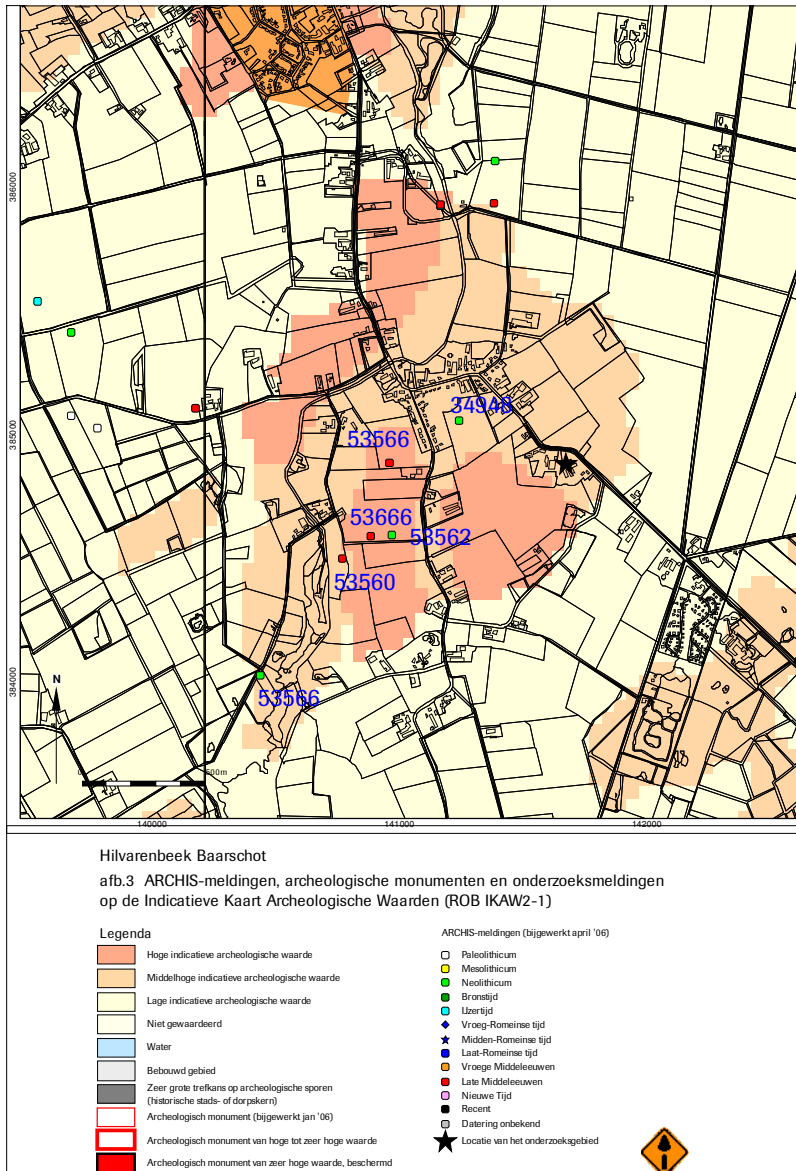 386000
385000
34948
53566
53666
53562
53560
384000
N
53566
0
500m
140000
141000
142000
Hilvarenbeek Baarschot
afb.3 ARCHIS-meldingen, archeologische monumenten en onderzoeksmeldingen
op de Indicatieve Kaart Archeologische Waarden (ROB IKAW2-1)
Legenda
Hoge indicatieve archeologische waarde
Middelhoge indicatieve archeologische waarde
Lage indicatieve archeologische waarde
Niet gewaardeerd
Water
Bebouwd gebied
Zeer grote trefkans op archeologische sporen
(historische stads- of dorpskern)
Archeologisch monument (bijgewerkt jan '06)
Archeologisch monument van hoge tot zeer hoge waarde
Archeologisch monument van zeer hoge waarde, beschermd
ARCHIS-meldingen (bijgewerkt april '06)
Paleolithicum
Mesolithicum
Neolithicum
Bronstijd
IJzertijd
Vroeg-Romeinse tijd
Midden-Romeinse tijd
Laat-Romeinse tijd
Vroege Middeleeuwen
Late Middeleeuwen
Nieuwe Tijd
Recent
Datering onbekend
Locatie van het onderzoeksgebied